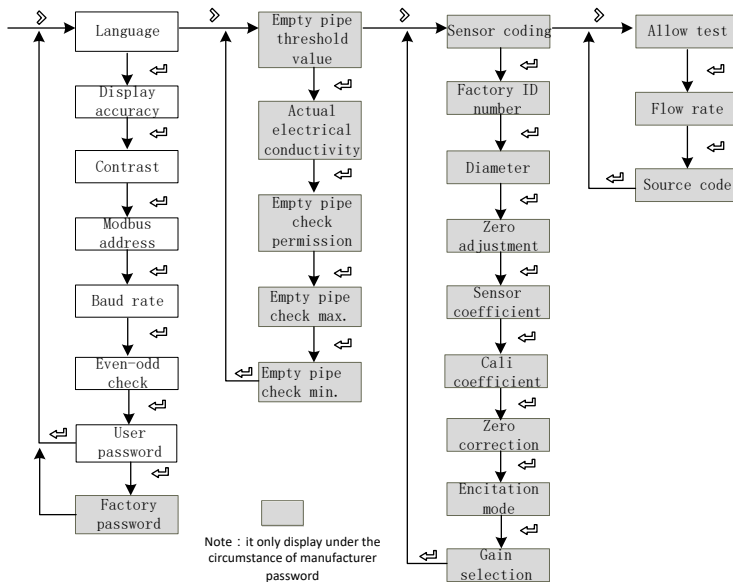 Language
Display
accuracy
Contrast
Modbus
address
Baud rate
Even-odd
check
User
password
Factory
password
Empty pipe
threshold
value
Actual
electrical
conductivity
Empty pipe
check
permission
Empty pipe
check max.
Empty pipe
check min.
Note：it only display under the
circumstance of manufacturer
password
Sensor coding
Factory ID
number
Diameter
Zero
adjustment
Sensor
coefficient
Cali
coefficient
Zero
correction
Encitation
mode
Gain
selection
Allow test
Flow rate
Source code